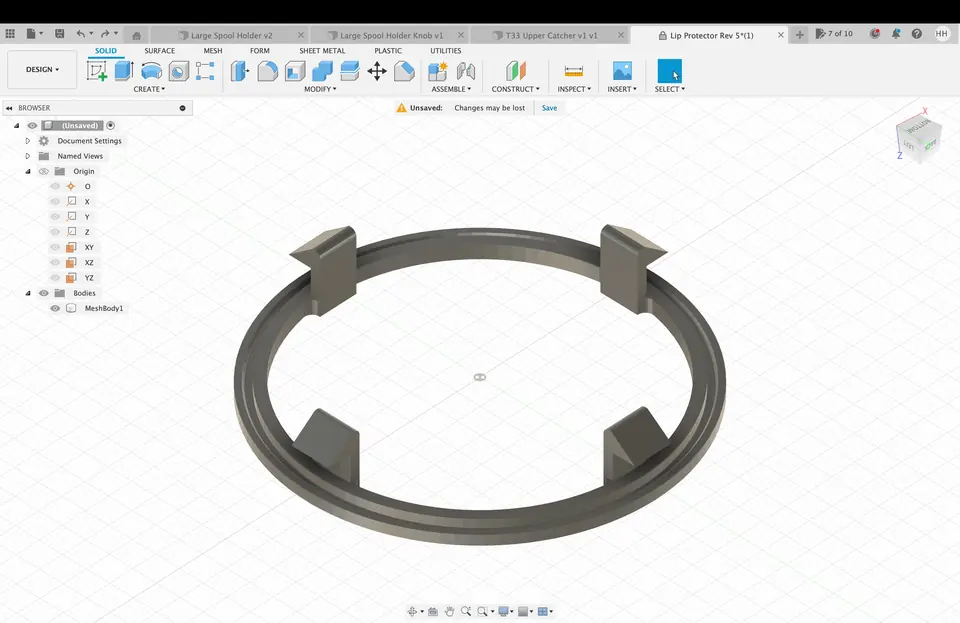 Large Spool Holder v2
Large Spool Holder Knob v1
T33 Upper Catcher v1 v1
Lip Protector Rev 5*(1)
7 of 10
HH
SOLID
SURFACE
MESH
FORM
SHEET METAL
PLASTIC
UTILITIES
DESIGN
CREATE
MODIFY
ASSEMBLE
CONSTRUCT
INSPECT
INSERT
SELECT
BROWSER
Unsaved: Changes may be lost Save
(Unsaved)
Document Settings
Named Views
Origin
O
X
Y
Z
XY
XZ
YZ
Bodies
MeshBody1
X
BOTTOM
LEFT
BACK
Z